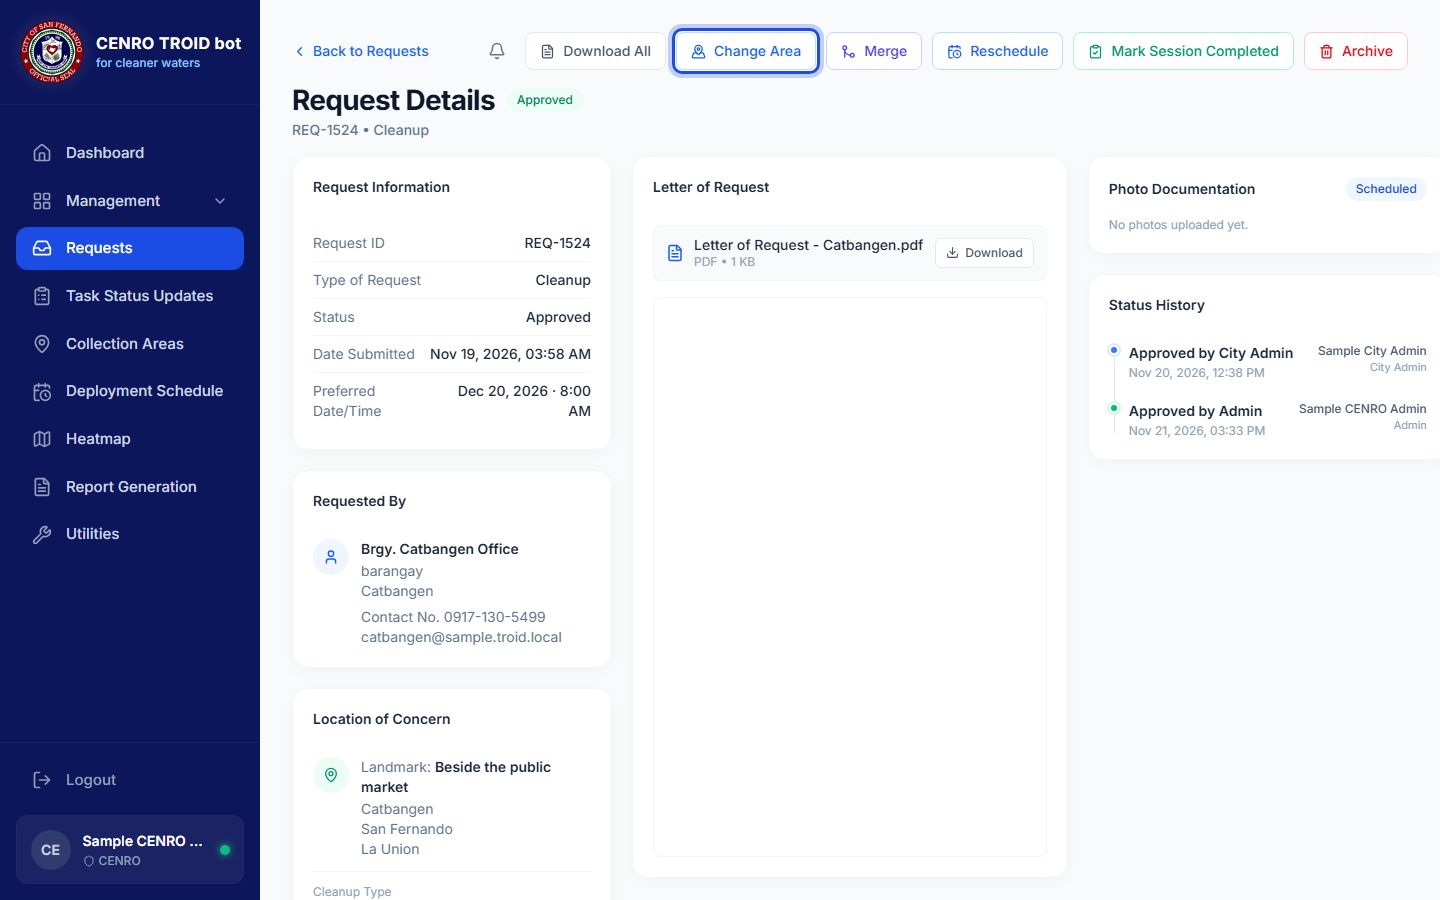 CITY OF SAN FERNANDO
OFFICIAL SEAL
CENRO TROID bot
for cleaner waters
Dashboard
Management
Requests
Task Status Updates
Collection Areas
Deployment Schedule
Heatmap
Report Generation
Utilities
Logout
CE
Sample CENRO ...
CENRO
Back to Requests
Download All
Change Area
Merge
Reschedule
Mark Session Completed
Archive
Request Details
Approved
REQ-1524 • Cleanup
Request Information
Request ID REQ-1524
Type of Request Cleanup
Status Approved
Date Submitted Nov 19, 2026, 03:58 AM
Preferred Date/Time Dec 20, 2026 · 8:00 AM
Requested By
Brgy. Catbangen Office
barangay
Catbangen
Contact No. 0917-130-5499
catbangen@sample.troid.local
Location of Concern
Landmark: Beside the public
market
Catbangen
San Fernando
La Union
Cleanup Type
Letter of Request
Letter of Request - Catbangen.pdf
PDF • 1 KB
Download
Photo Documentation
Scheduled
No photos uploaded yet.
Status History
Approved by City Admin
Nov 20, 2026, 12:38 PM
Sample City Admin
City Admin
Approved by Admin
Nov 21, 2026, 03:33 PM
Sample CENRO Admin
Admin